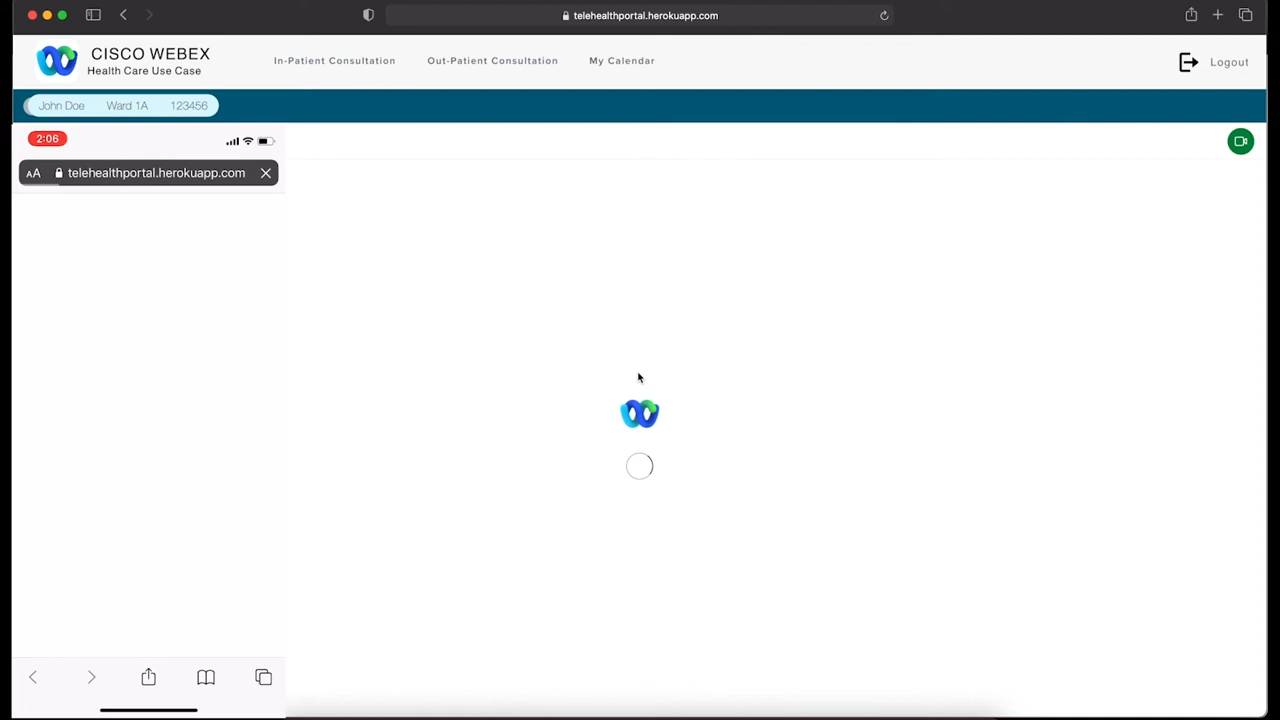 telehealthportal.herokuapp.com
CISCO WEBEX
Health Care Use Case
In-Patient Consultation
Out-Patient Consultation
My Calendar
Logout
John Doe Ward 1A 123456
2:06
AA telehealthportal.herokuapp.com